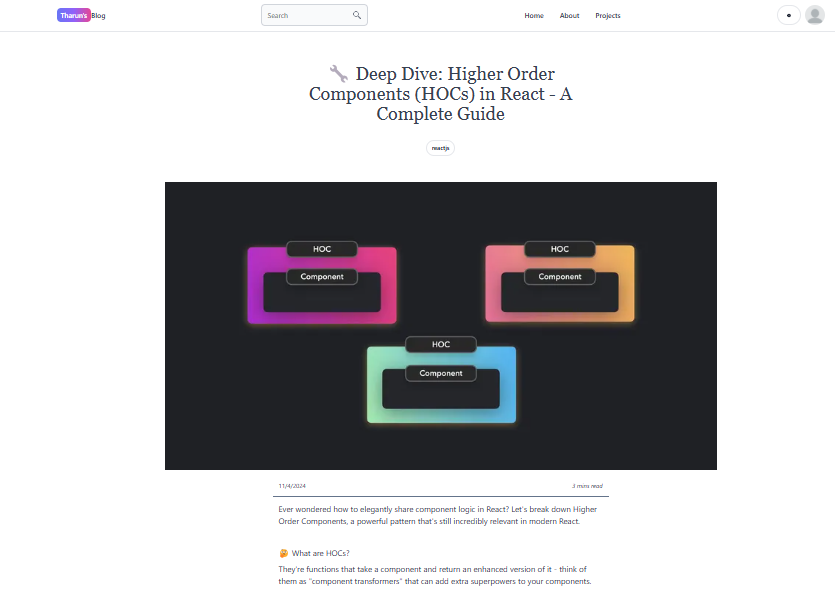 Tharun's Blog
Search
Home About Projects
🔧 Deep Dive: Higher Order
Components (HOCs) in React - A
Complete Guide
reactjs
HOC
Component
HOC
Component
HOC
Component
11/4/2024
3 mins read
Ever wondered how to elegantly share component logic in React? Let's break down Higher
Order Components, a powerful pattern that's still incredibly relevant in modern React.
🤔 What are HOCs?
They're functions that take a component and return an enhanced version of it - think of
them as "component transformers" that can add extra superpowers to your components.